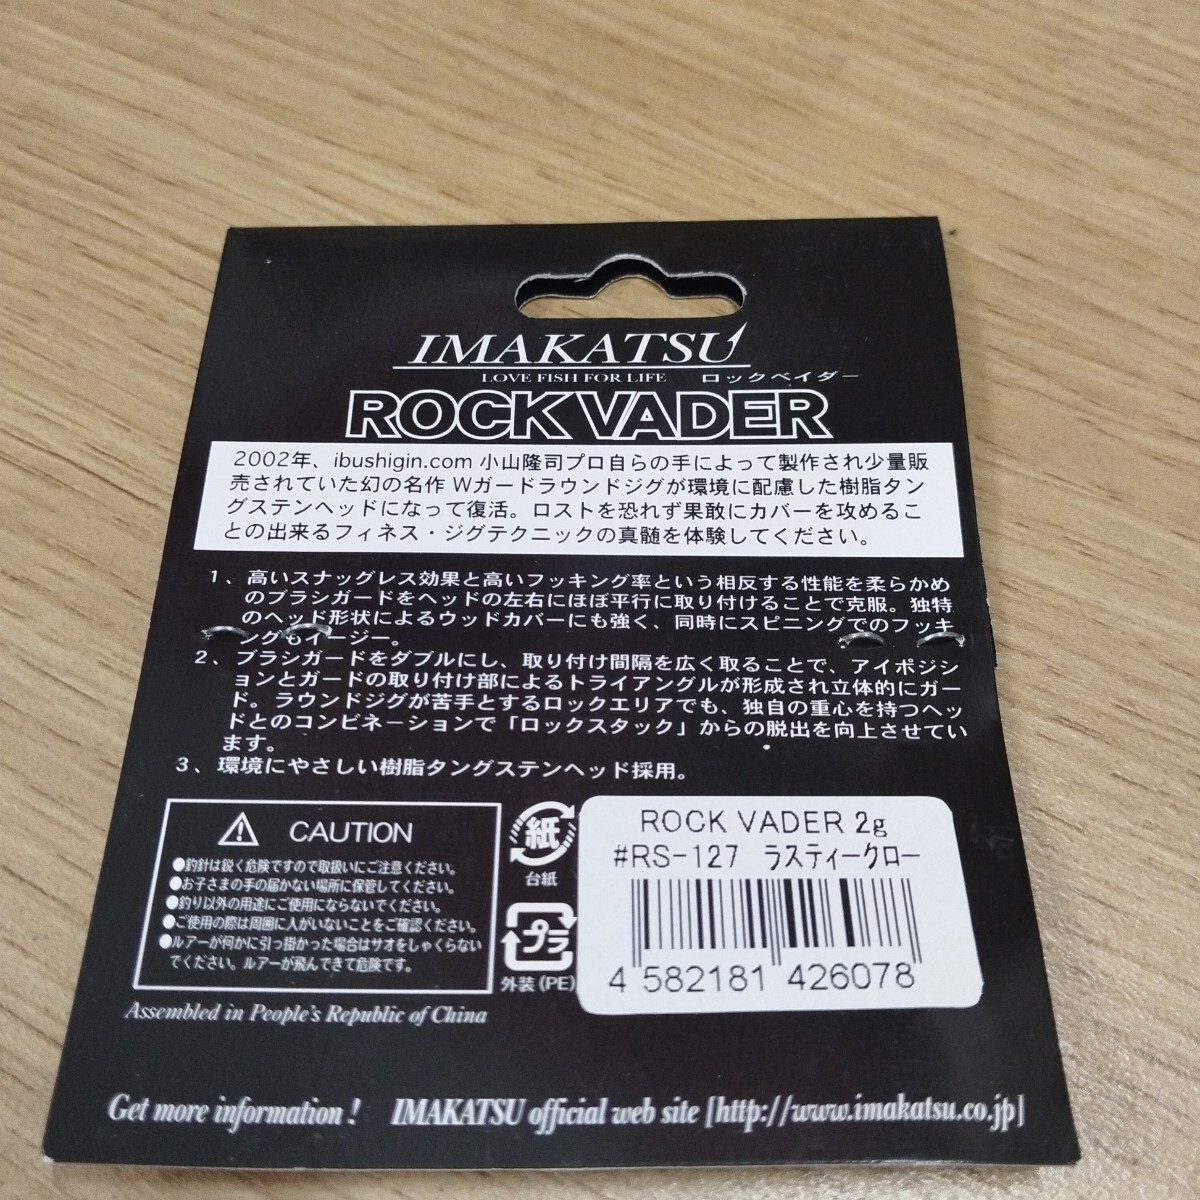 IMAKATSU
LOVE FISH FOR LIFE ロックベイダー
ROCK VADER
2002年、ibushigin.com 小山隆司プロ自らの手によって製作され少量販
売されていた幻の名作 Wガードラウンドジグが環境に配慮した樹脂タン
グステンヘッドになって復活。ロストを恐れず果敢にカバーを攻めるこ
との出来るフィネス・ジグテクニックの真髄を体験してください。
1、高いスナッグレス効果と高いフッキング率という相反する性能を柔らかめ
のブラシガードをヘッドの左右にほぼ平行に取り付けることで克服。独特
のヘッド形状によるウッドカバーにも強く、同時にスピニングでのフッキ
ングもイージー。
2、ブラシガードをダブルにし、取り付け間隔を広く取ることで、アイポジシ
ョンとガードの取り付け部によるトライアングルが形成され立体的にガー
ド。ラウンドジグが苦手とするロックエリアでも、独自の重心を持つヘッ
ドとのコンビネーションで「ロックスタック」からの脱出を向上させてい
ます。
3、環境にやさしい樹脂タングステンヘッド採用。
CAUTION
●釣針は鋭く危険ですので取扱いにご注意ください。
●お子さまの手の届かない場所に保管してください。
●釣り以外の用途にご使用にならないでください。
●ご使用の際は周囲に人がいないことをご確認ください。
●ルアーが何かに引っ掛かった場合はサオをしゃくらない
でください。ルアーが飛んできて危険です。
紙
台紙
プラ
外装(PE)
ROCK VADER 2g
#RS-127 ラスティークロー
4 582181 426078
Assembled in People's Republic of China
Get more information ! IMAKATSU official web site [http://www.imakatsu.co.jp]